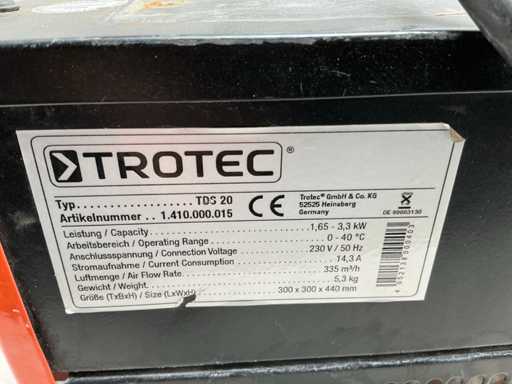 TROTEC®
Typ............................TDS 20
Artikelnummer .. 1.410.000.015
CE
Trotec® GmbH & Co. KG
52525 Heinsberg
Germany
Leistung / Capacity ............ 1,65 - 3,3 kW
Arbeitsbereich / Operating Range ............ 0 - 40 °C
Anschlussspannung / Connection Voltage ............ 230 V / 50 Hz
Stromaufnahme / Current Consumption ............ 14,3 A
Luftmenge / Air Flow Rate ............ 335 m³/h
Gewicht / Weight ............ 5,3 kg
Größe (TxBxH) / Size (LxWxH) ............ 300 x 300 x 440 mm